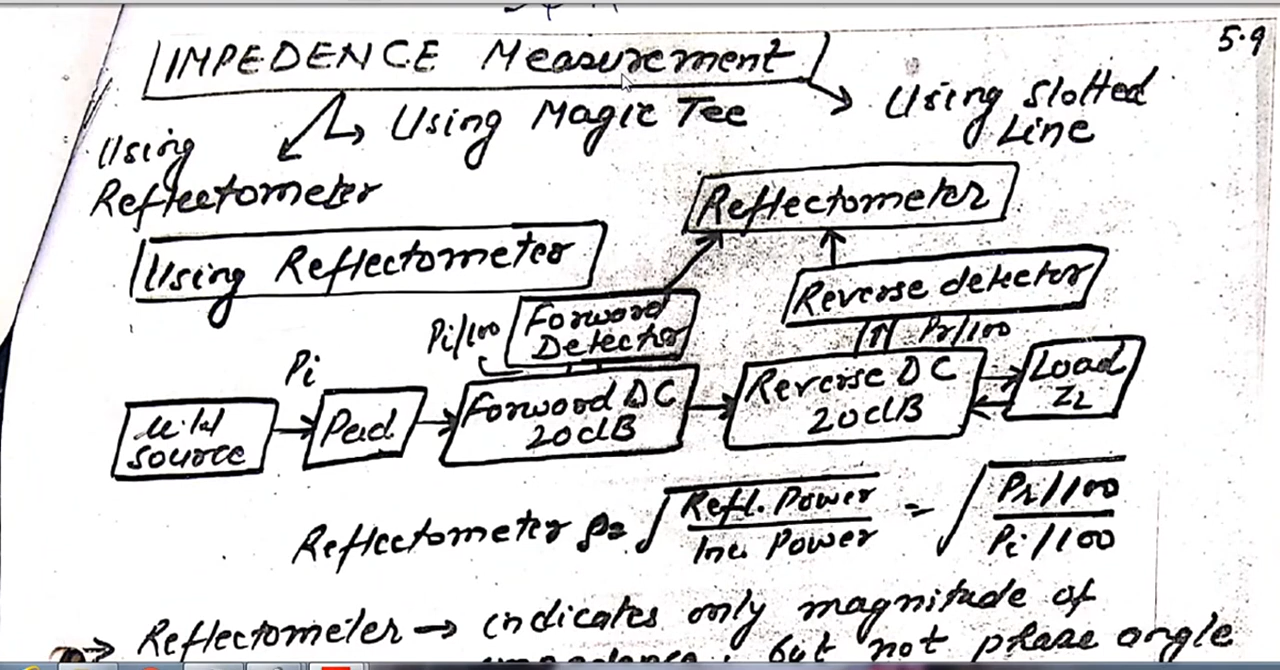 5.9
IMPEDENCE Measurement
Using Reflectometer
Using Magic Tee
Using Slotted Line
Using Reflectometer
Reflectometer
Reverse detector
Forward Detector
Pi/100
Pr/100
Pi
source
Pad
Forward DC 20dB
Reverse DC 20dB
Load ZL
Reflectometer ρ = √ Refl. Power / Inc. Power = √ Pr/100 / Pi/100
→ Reflectometer → indicates only magnitude of
but not phase angle